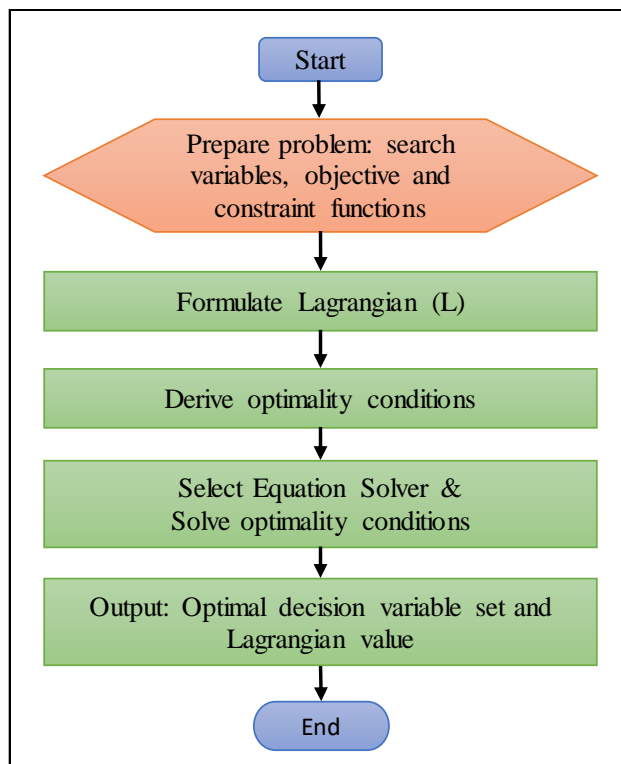 Start
Prepare problem: search
variables, objective and
constraint functions
Formulate Lagrangian (L)
Derive optimality conditions
Select Equation Solver &
Solve optimality conditions
Output: Optimal decision variable set and
Lagrangian value
End